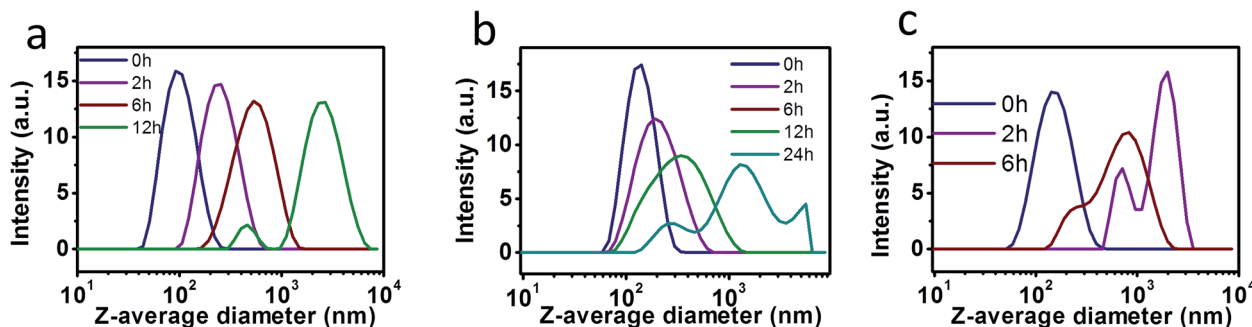 a
Intensity (a.u.)
15
10
5
0
0h
2h
6h
12h
10¹ 10² 10³ 10⁴
Z-average diameter (nm)
b
Intensity (a.u.)
15
10
5
0
0h
2h
6h
12h
24h
10¹ 10² 10³
Z-average diameter (nm)
c
Intensity (a.u.)
15
10
5
0
0h
2h
6h
10¹ 10² 10³ 10⁴
Z-average diameter (nm)